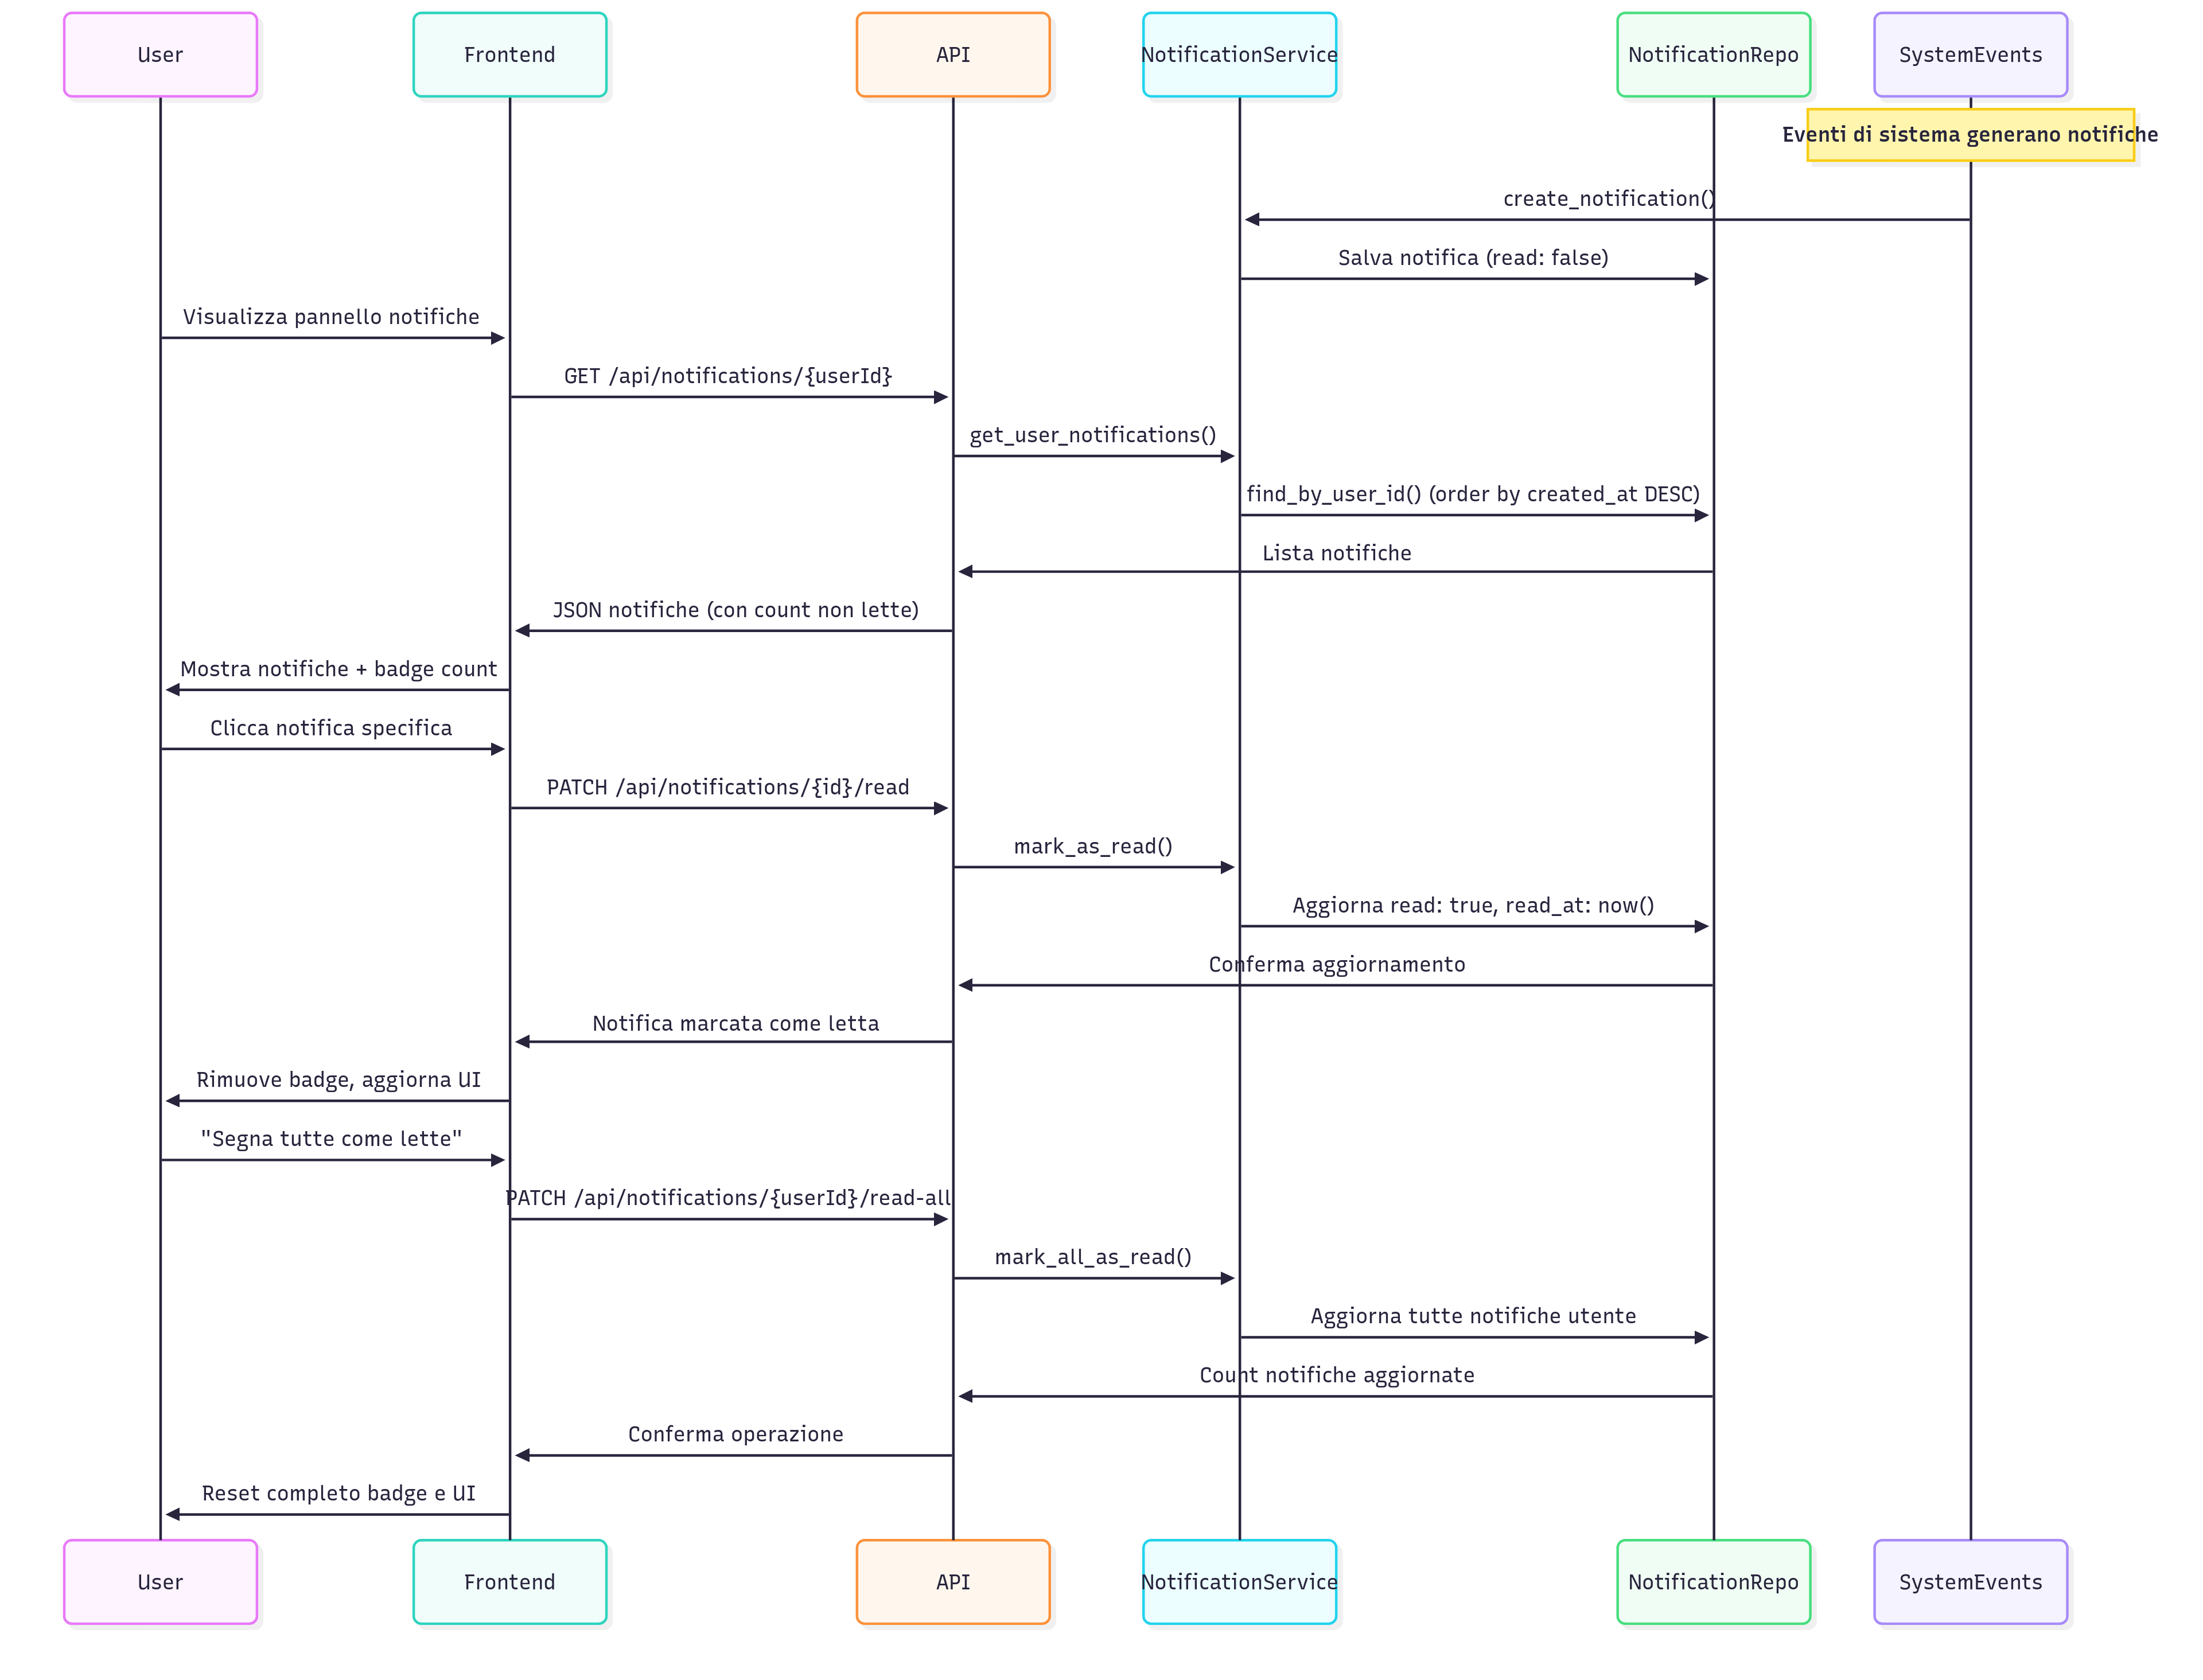 User
Frontend
API
NotificationService
NotificationRepo
SystemEvents
Eventi di sistema generano notifiche
create_notification()
Salva notifica (read: false)
Visualizza pannello notifiche
GET /api/notifications/{userId}
get_user_notifications()
find_by_user_id() (order by created_at DESC)
Lista notifiche
JSON notifiche (con count non lette)
Mostra notifiche + badge count
Clicca notifica specifica
PATCH /api/notifications/{id}/read
mark_as_read()
Aggiorna read: true, read_at: now()
Conferma aggiornamento
Notifica marcata come letta
Rimuove badge, aggiorna UI
"Segna tutte come lette"
PATCH /api/notifications/{userId}/read-all
mark_all_as_read()
Aggiorna tutte notifiche utente
Count notifiche aggiornate
Conferma operazione
Reset completo badge e UI
User
Frontend
API
NotificationService
NotificationRepo
SystemEvents